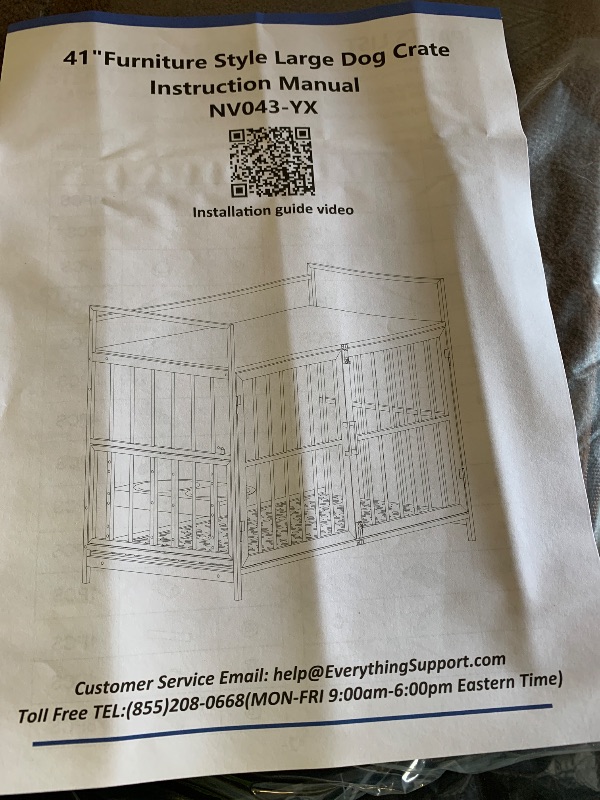 41"Furniture Style Large Dog Crate
Instruction Manual
NV043-YX
Installation guide video
Customer Service Email: help@EverythingSupport.com
Toll Free TEL:(855)208-0668(MON-FRI 9:00am-6:00pm Eastern Time)